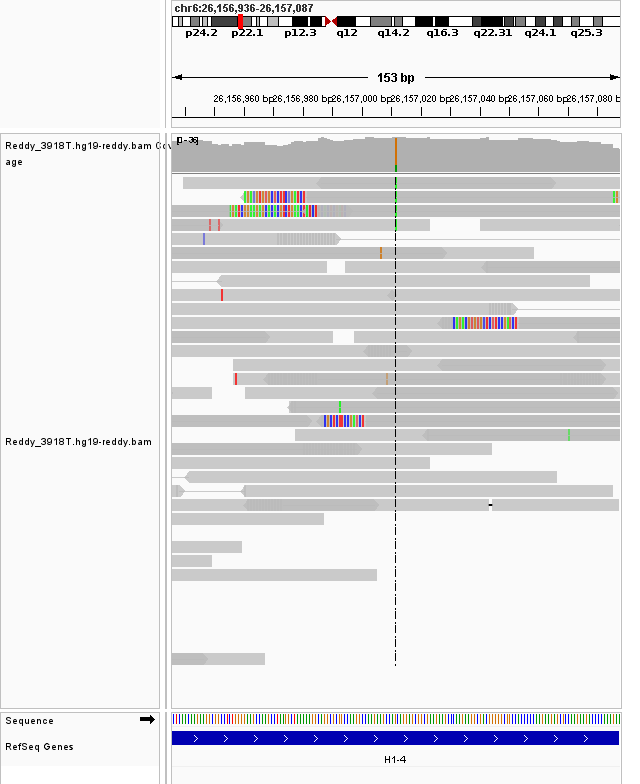 chr6:26,156,936-26,157,087
p24.2 p22.1 p12.3 q12 q14.2 q16.3 q22.31 q24.1 q25.3
153 bp
26,156,960 bp 26,156,980 bp 26,157,000 bp 26,157,020 bp 26,157,040 bp 26,157,060 bp 26,157,080 b
Reddy_3918T.hg19-reddy.bam Cov
age
Reddy_3918T.hg19-reddy.bam
Sequence
RefSeq Genes
H1-4